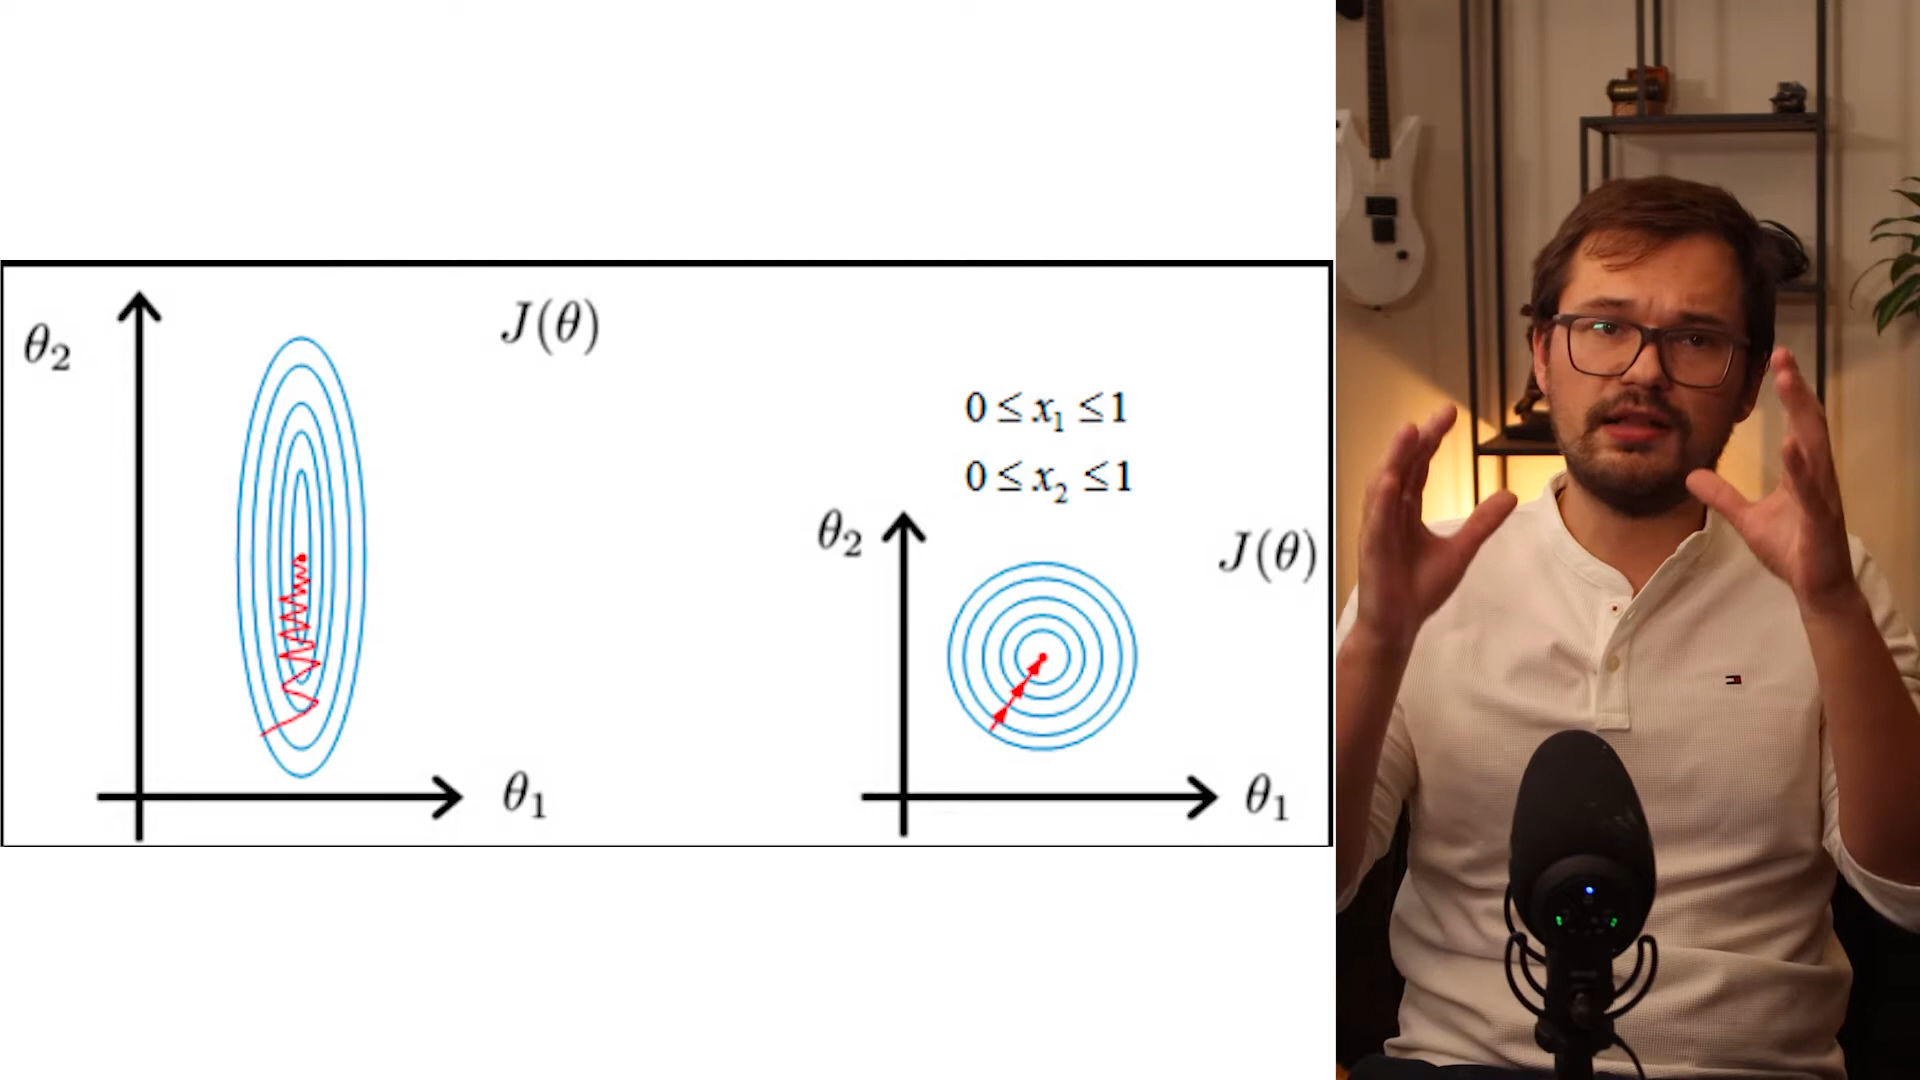 θ₂
J(θ)
θ₁
0 ≤ x₁ ≤ 1
0 ≤ x₂ ≤ 1
θ₂
J(θ)
θ₁